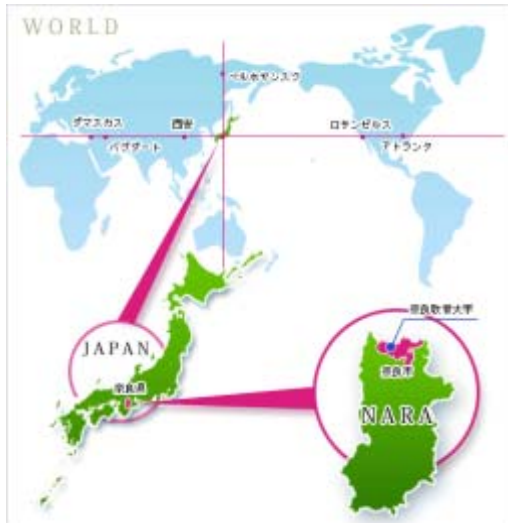 WORLD
ベルホヤンスク
ダマスカス
西安
ロサンゼルス
バグダート
アトランタ
奈良教育大学
JAPAN
奈良市
奈良県
NARA